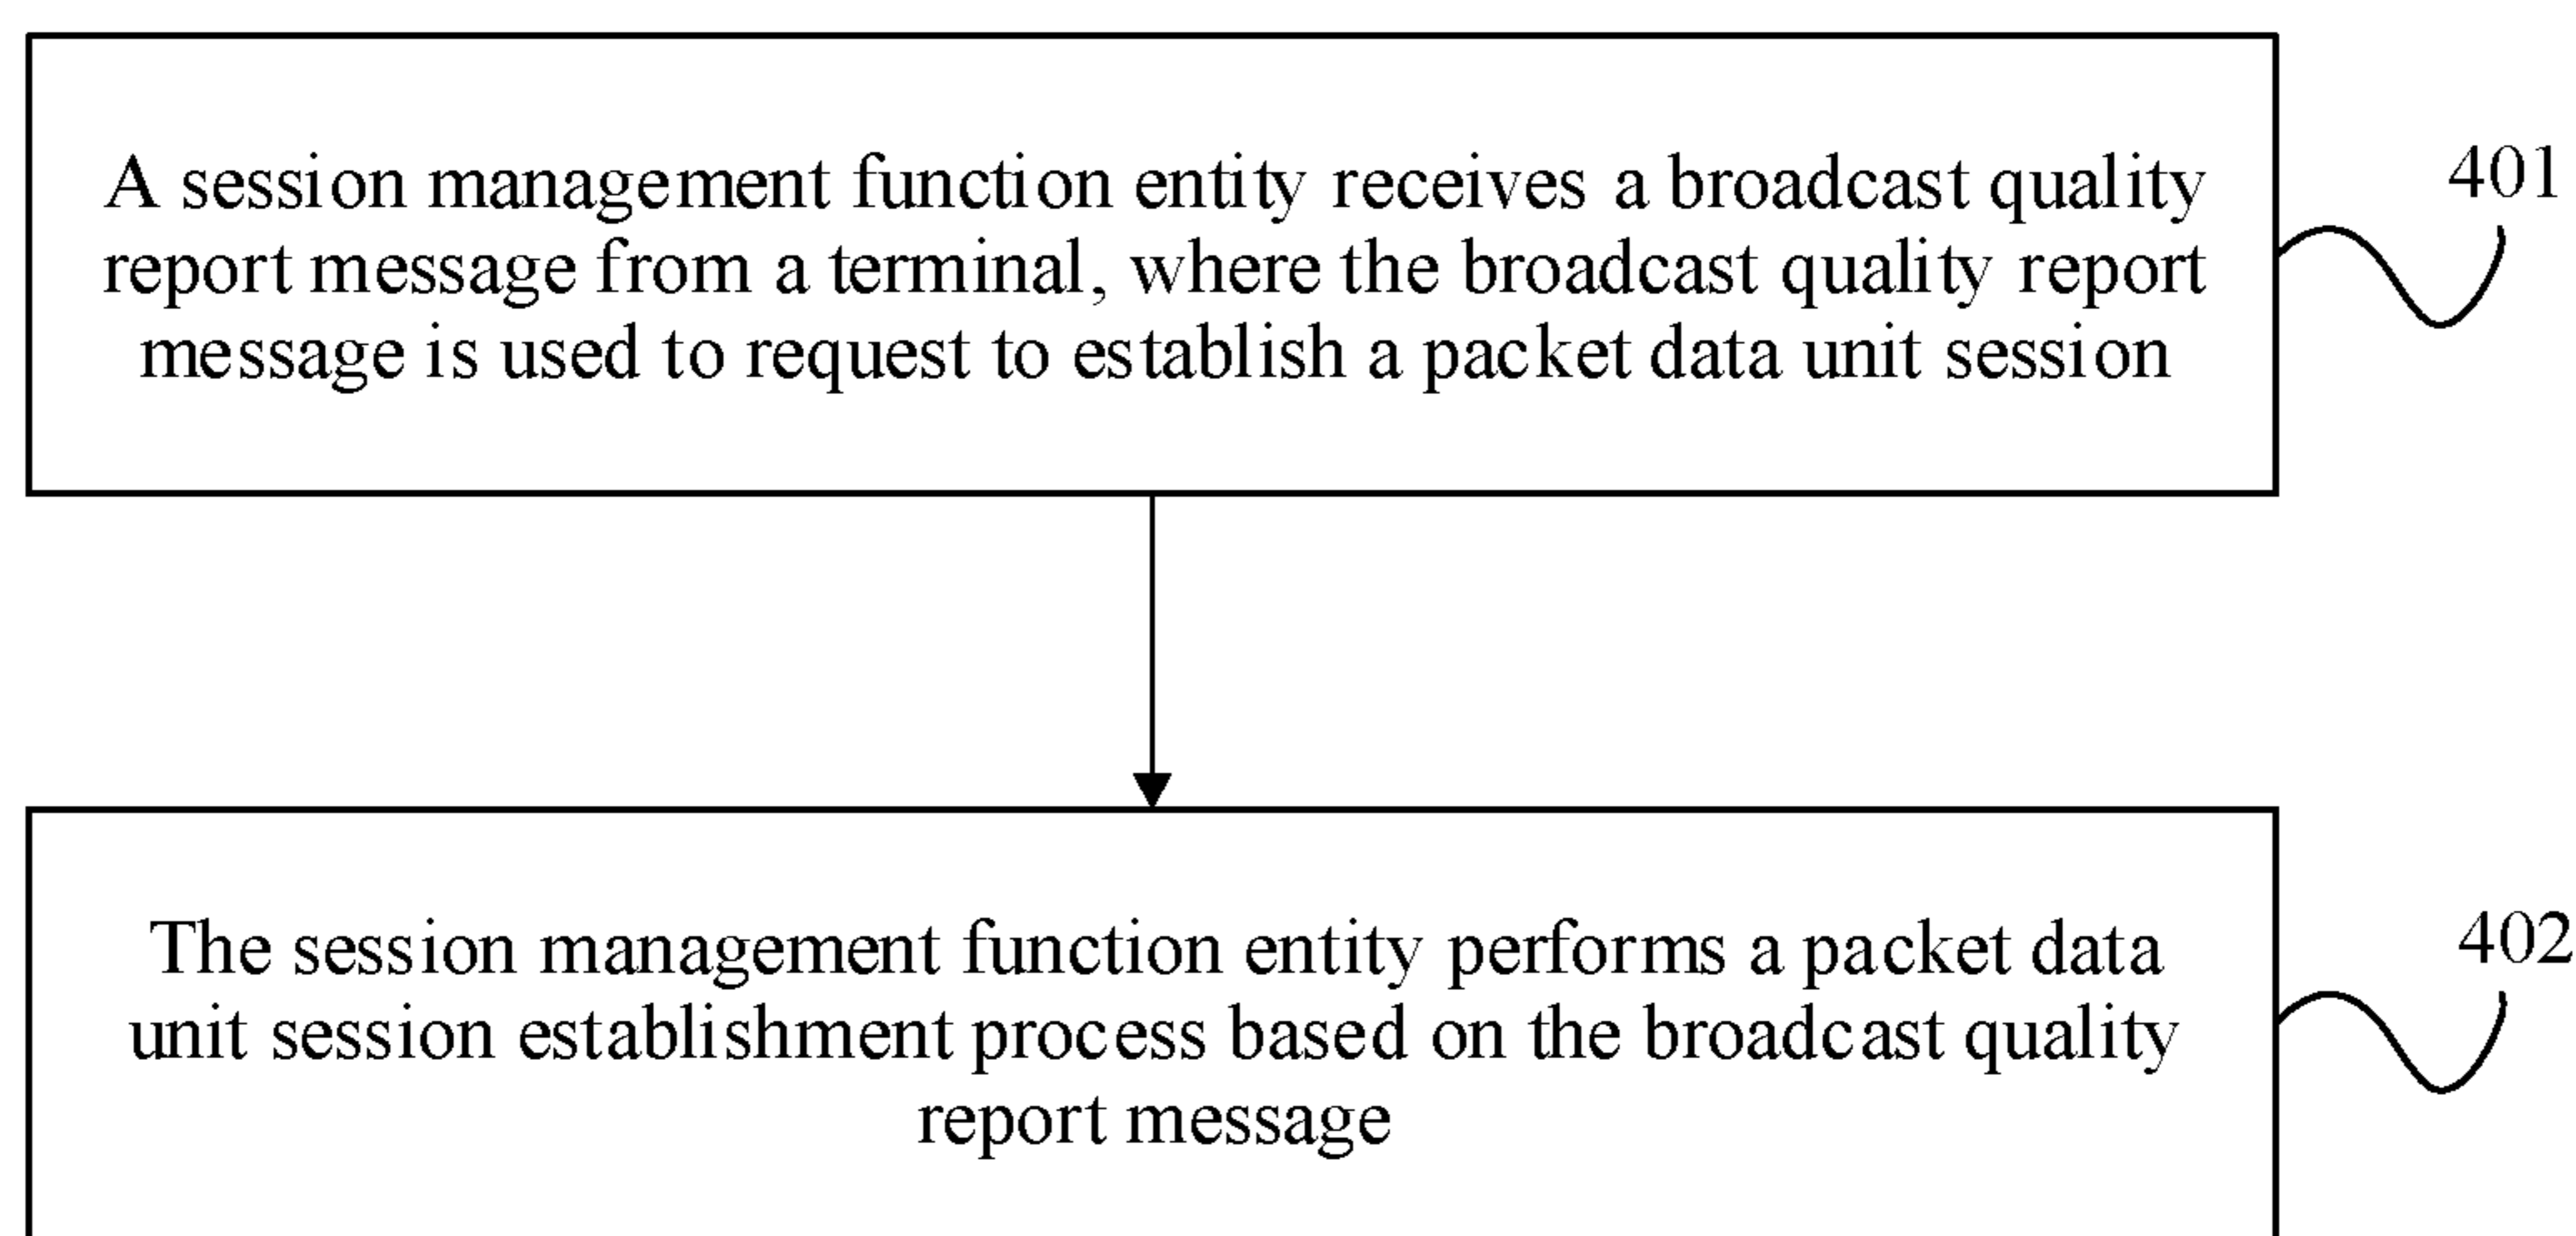 A session management function entity receives a broadcast quality
report message from a terminal, where the broadcast quality report
message is used to request to establish a packet data unit session
401
The session management function entity performs a packet data
unit session establishment process based on the broadcast quality
report message
402